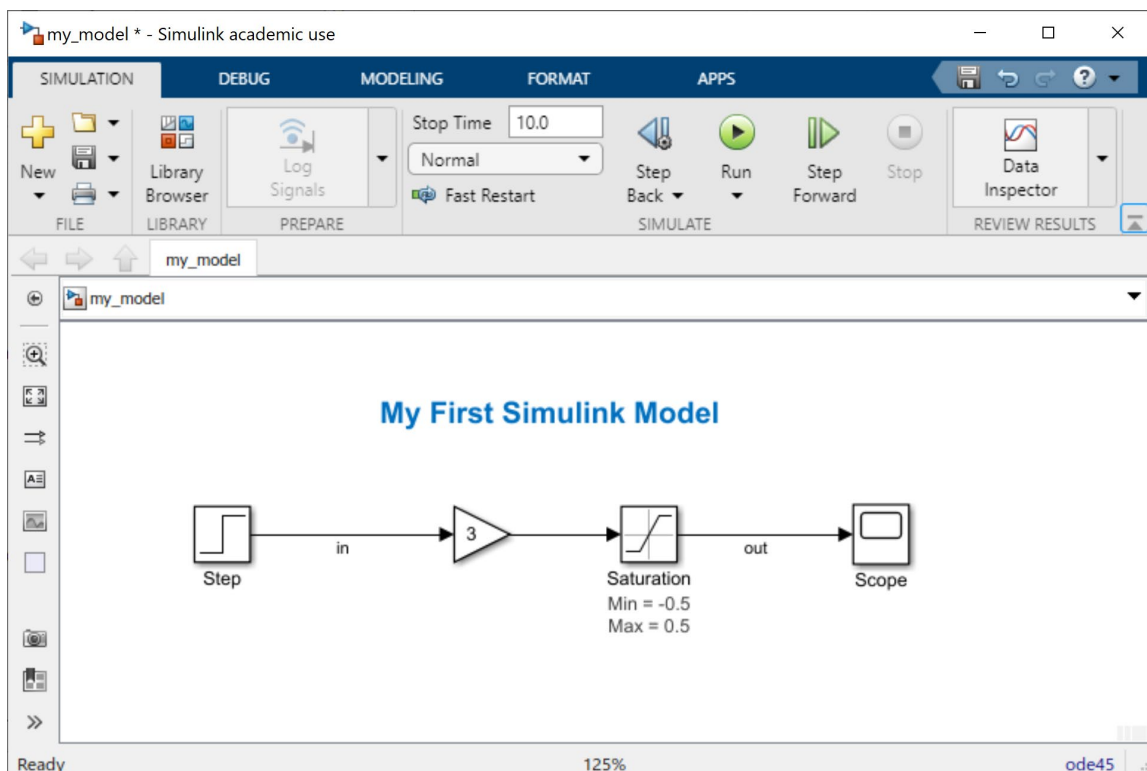 my_model * - Simulink academic use
SIMULATION DEBUG MODELING FORMAT APPS
New
Library Browser
Log Signals
Stop Time 10.0
Normal
Fast Restart
Step Back
Run
Step Forward
Stop
Data Inspector
FILE LIBRARY PREPARE SIMULATE REVIEW RESULTS
my_model
my_model
My First Simulink Model
3
in
out
Step
Saturation
Scope
Min = -0.5
Max = 0.5
Ready 125% ode45